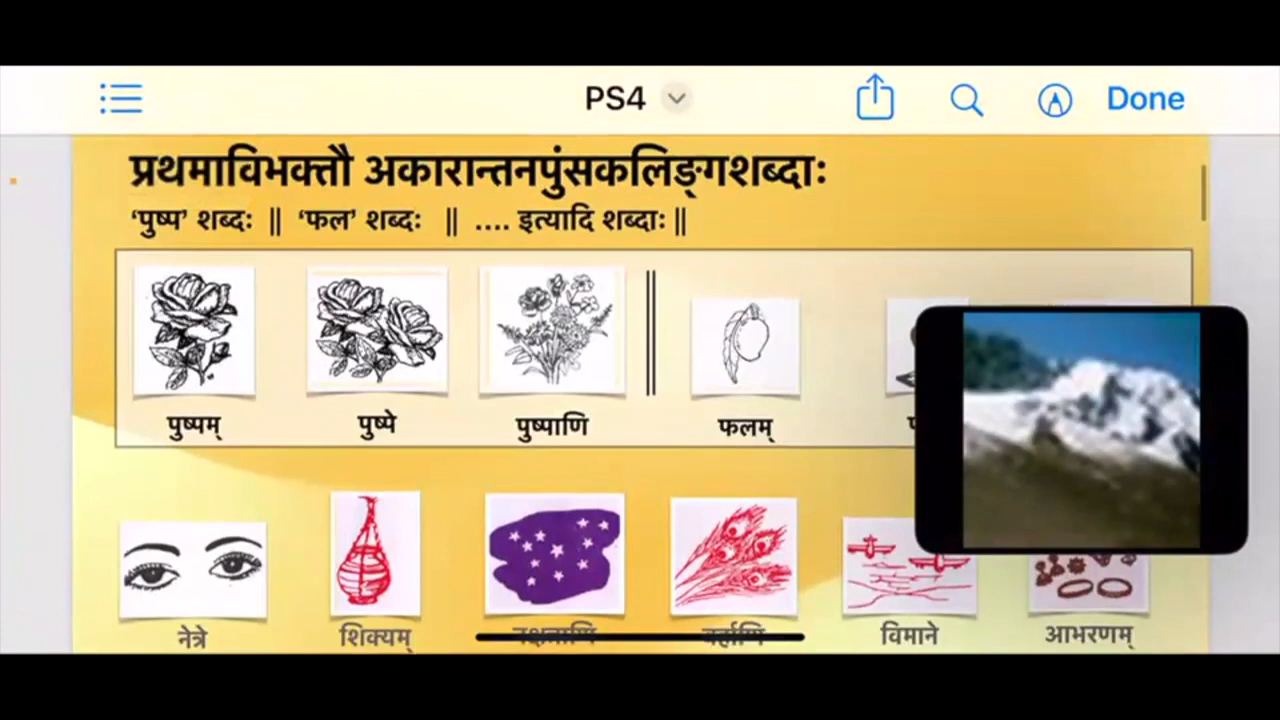 PS4
Done
प्रथमाविभक्तौ अकारान्तनपुंसकलिङ्गशब्दाः
‘पुष्प’ शब्दः || ‘फल’ शब्दः || .... इत्यादि शब्दाः ||
पुष्पम् पुष्पे पुष्पाणि फलम्
नेत्रे शिक्यम् विमाने आभरणम्